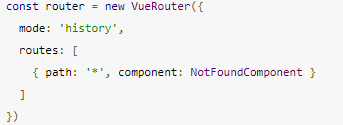 const router = new VueRouter({
  mode: 'history',
  routes: [
    { path: '*', component: NotFoundComponent }
  ]
})